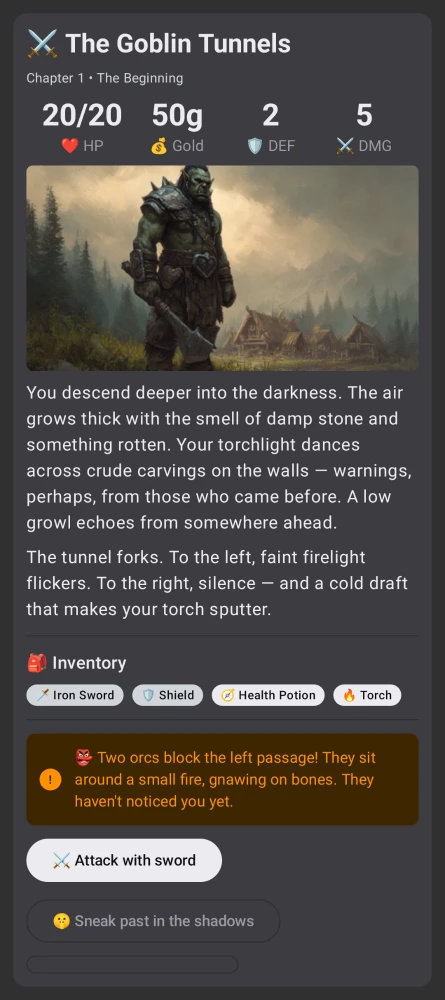 ⚔️ The Goblin Tunnels
Chapter 1 • The Beginning
20/20 50g 2 5
❤️ HP 💰 Gold 🛡️ DEF ⚔️ DMG
You descend deeper into the darkness. The air
grows thick with the smell of damp stone and
something rotten. Your torchlight dances
across crude carvings on the walls — warnings,
perhaps, from those who came before. A low
growl echoes from somewhere ahead.
The tunnel forks. To the left, faint firelight
flickers. To the right, silence — and a cold draft
that makes your torch sputter.
🎒 Inventory
🗡️ Iron Sword 🛡️ Shield 🧭 Health Potion 🔥 Torch
👺 Two orcs block the left passage! They sit
around a small fire, gnawing on bones. They
haven't noticed you yet.
⚔️ Attack with sword
🤫 Sneak past in the shadows